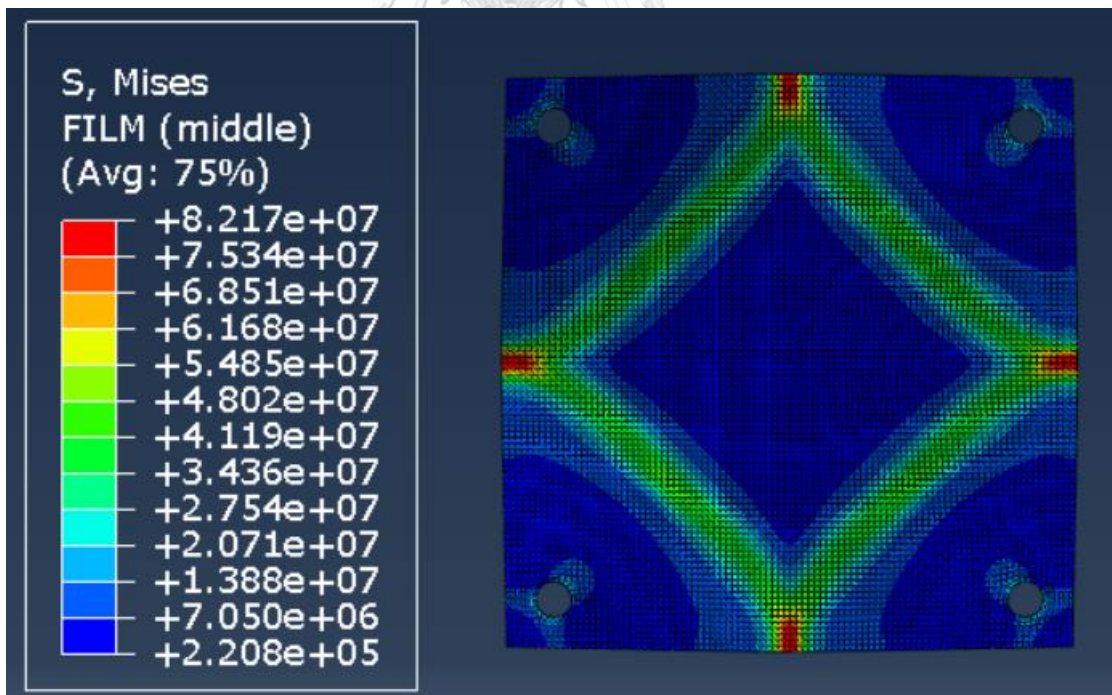 S, Mises
FILM (middle)
(Avg: 75%)
+8.217e+07
+7.534e+07
+6.851e+07
+6.168e+07
+5.485e+07
+4.802e+07
+4.119e+07
+3.436e+07
+2.754e+07
+2.071e+07
+1.388e+07
+7.050e+06
+2.208e+05